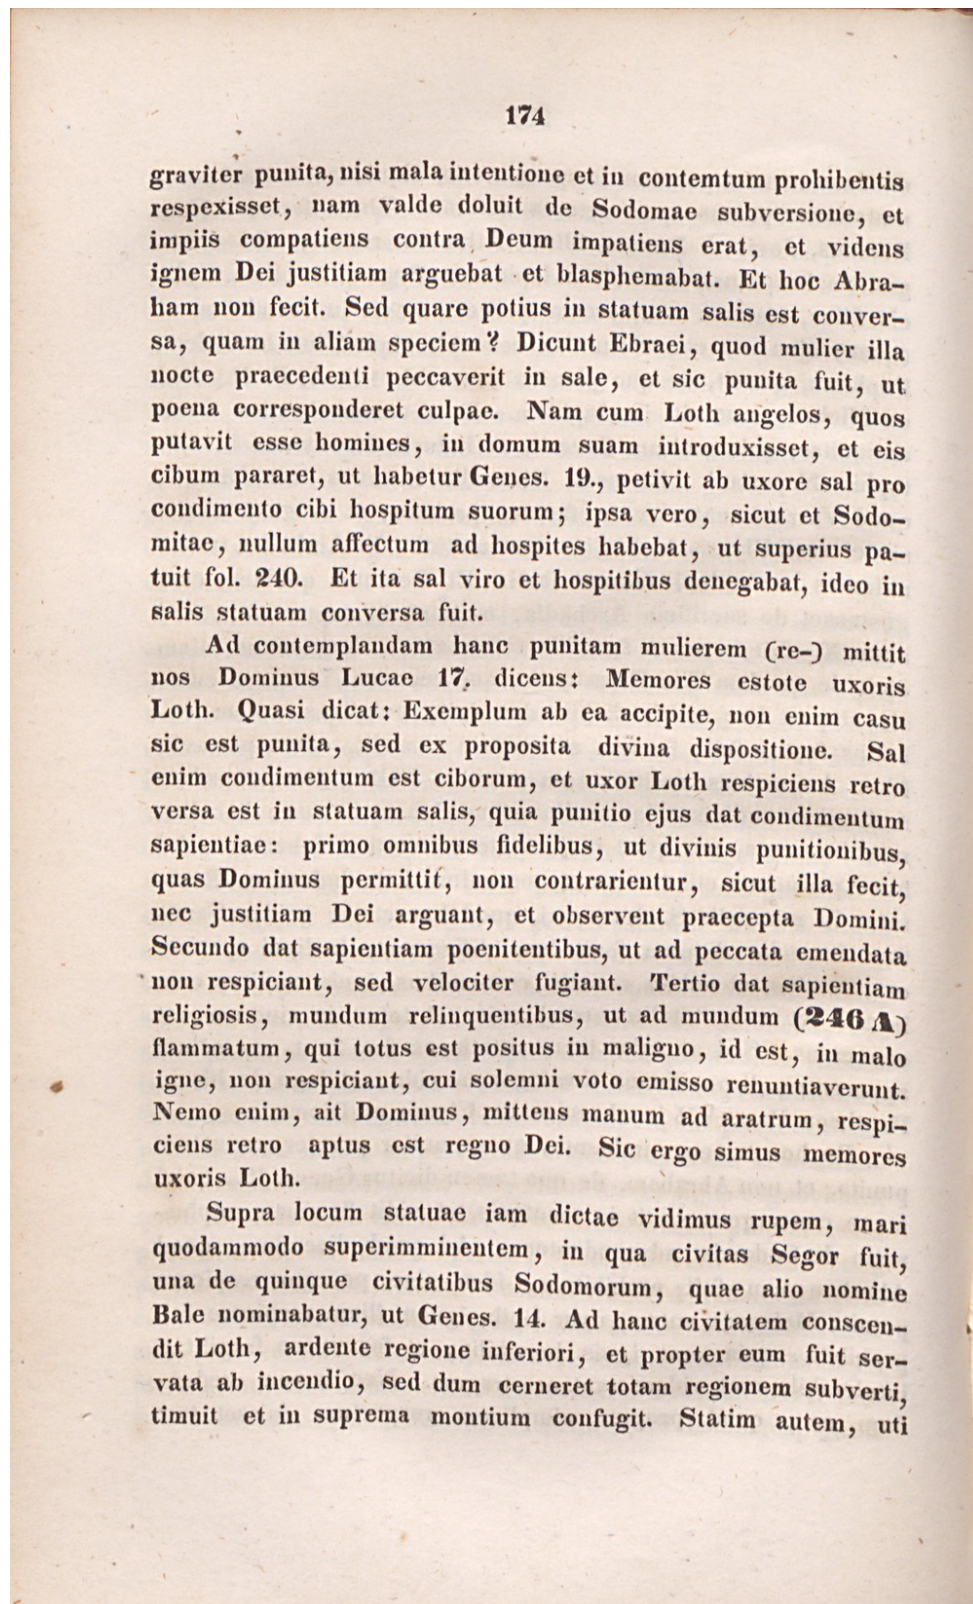 174
graviter punita, nisi mala intentione et in contemtum prohibentis
respexisset, nam valde doluit de Sodomae subversione, et
impiis compatiens contra Deum impatiens erat, et videns
ignem Dei justitiam arguebat et blasphemabat. Et hoc Abra-
ham non fecit. Sed quare potius in statuam salis est conver-
sa, quam in aliam speciem? Dicunt Ebraei, quod mulier illa
nocte praecedenti peccaverit in sale, et sic punita fuit, ut
poena corresponderet culpae. Nam cum Loth angelos, quos
putavit esse homines, in domum suam introduxisset, et eis
cibum pararet, ut habetur Genes. 19., petivit ab uxore sal pro
condimento cibi hospitum suorum; ipsa vero, sicut et Sodo-
mitae, nullum affectum ad hospites habebat, ut superius pa-
tuit fol. 240. Et ita sal viro et hospitibus denegabat, ideo in
salis statuam conversa fuit.
Ad contemplandam hanc punitam mulierem (re-) mittit
nos Dominus Lucae 17. dicens: Memores estote uxoris
Loth. Quasi dicat: Exemplum ab ea accipite, non enim casu
sic est punita, sed ex proposita divina dispositione. Sal
enim condimentum est ciborum, et uxor Loth respiciens retro
versa est in statuam salis, quia punitio ejus dat condimentum
sapientiae: primo omnibus fidelibus, ut divinis punitionibus,
quas Dominus permittit, non contrarientur, sicut illa fecit,
nec justitiam Dei arguant, et observent praecepta Domini.
Secundo dat sapientiam poenitentibus, ut ad peccata emendata
non respiciant, sed velociter fugiant. Tertio dat sapientiam
religiosis, mundum relinquentibus, ut ad mundum (246 A)
flammatum, qui totus est positus in maligno, id est, in malo
igne, non respiciant, cui solemni voto emisso renuntiaverunt.
Nemo enim, ait Dominus, mittens manum ad aratrum, respi-
ciens retro aptus est regno Dei. Sic ergo simus memores
uxoris Loth.
Supra locum statuae iam dictae vidimus rupem, mari
quodammodo superimminentem, in qua civitas Segor fuit,
una de quinque civitatibus Sodomorum, quae alio nomine
Bale nominabatur, ut Genes. 14. Ad hanc civitatem conscen-
dit Loth, ardente regione inferiori, et propter eum fuit ser-
vata ab incendio, sed dum cerneret totam regionem subverti,
timuit et in suprema montium confugit. Statim autem, uti